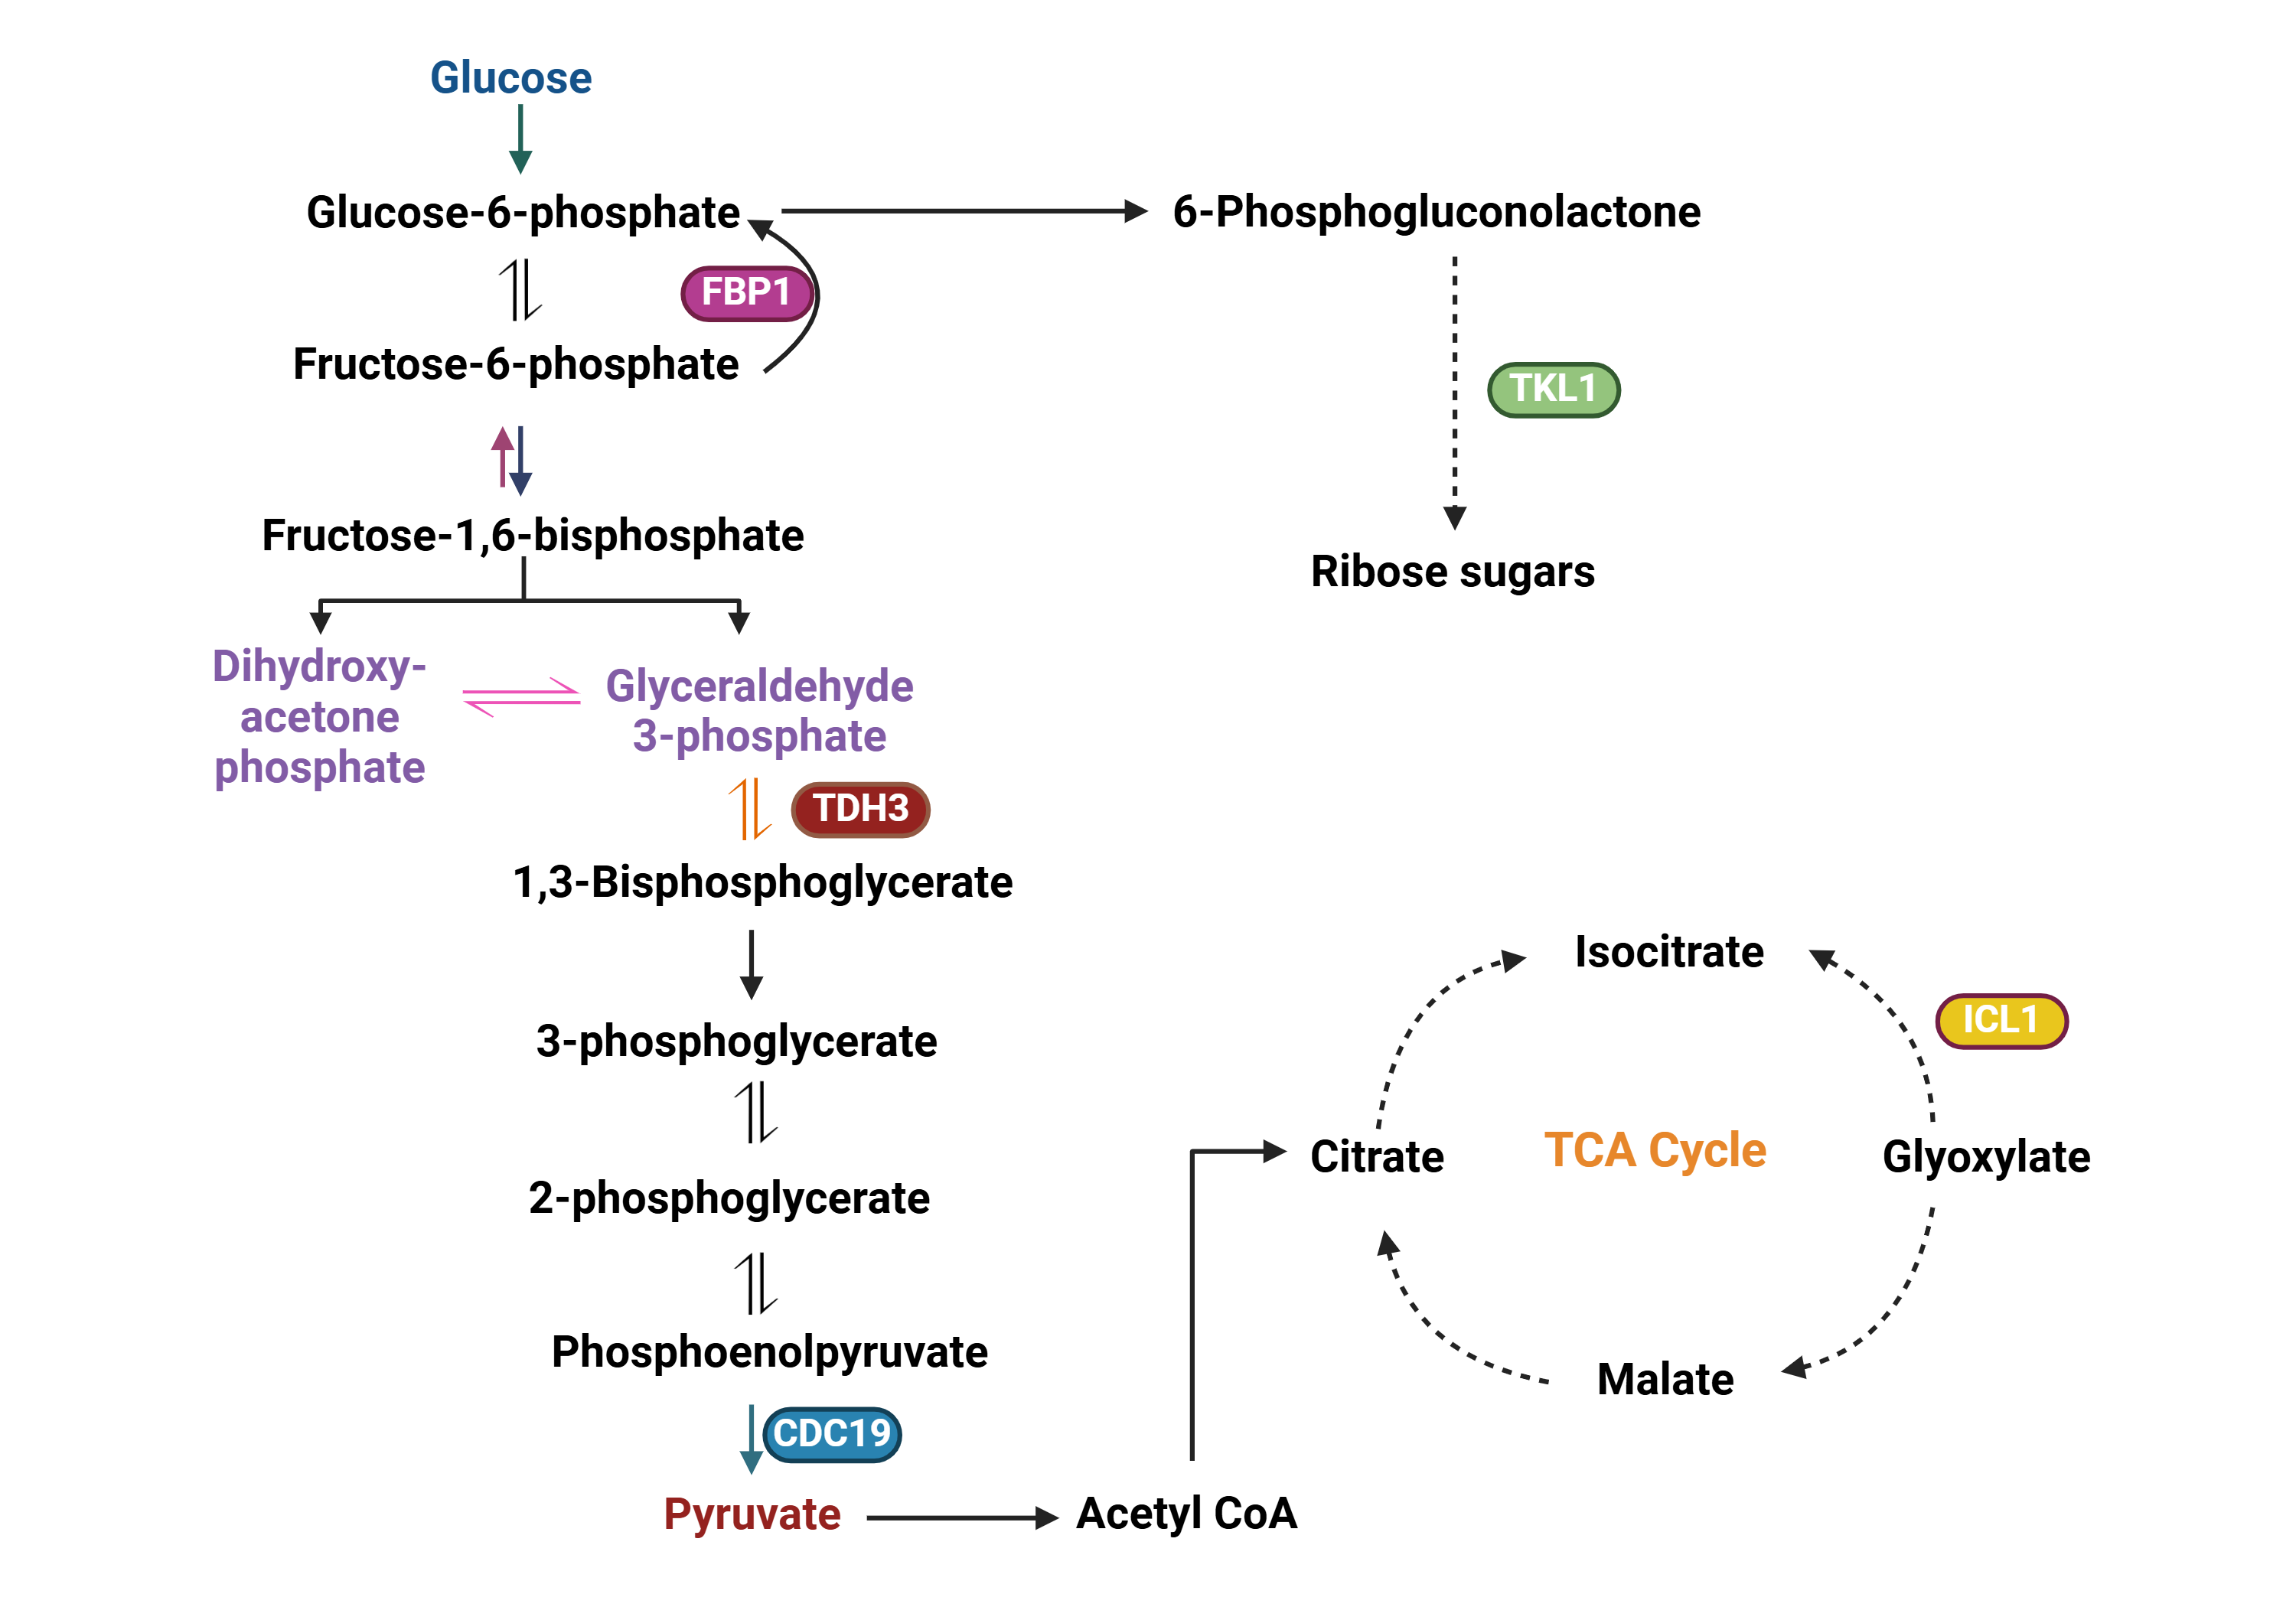 Glucose
Glucose-6-phosphate
6-Phosphogluconolactone
FBP1
Fructose-6-phosphate
TKL1
Fructose-1,6-bisphosphate
Ribose sugars
Dihydroxy-
acetone
phosphate
Glyceraldehyde
3-phosphate
TDH3
1,3-Bisphosphoglycerate
3-phosphoglycerate
2-phosphoglycerate
Phosphoenolpyruvate
CDC19
Pyruvate
Acetyl CoA
Isocitrate
ICL1
Citrate
TCA Cycle
Glyoxylate
Malate